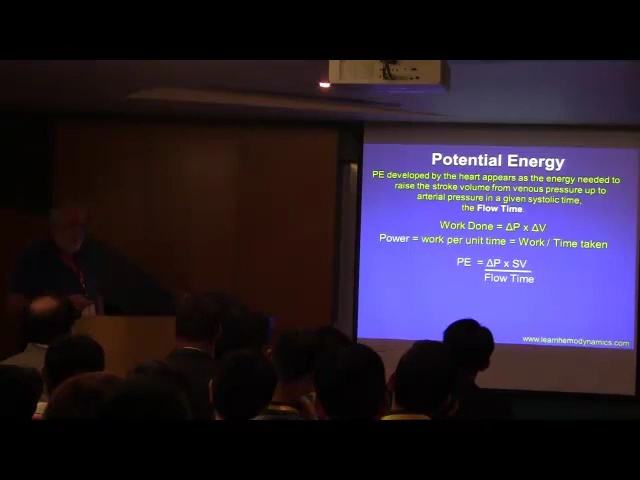 Potential Energy
PE developed by the heart appears as the energy needed to
raise the stroke volume from venous pressure up to
arterial pressure in a given systolic time,
the Flow Time.
Work Done = ΔP x ΔV
Power = work per unit time = Work / Time taken
PE = ΔP x SV
Flow Time
www.learnhemodynamics.com